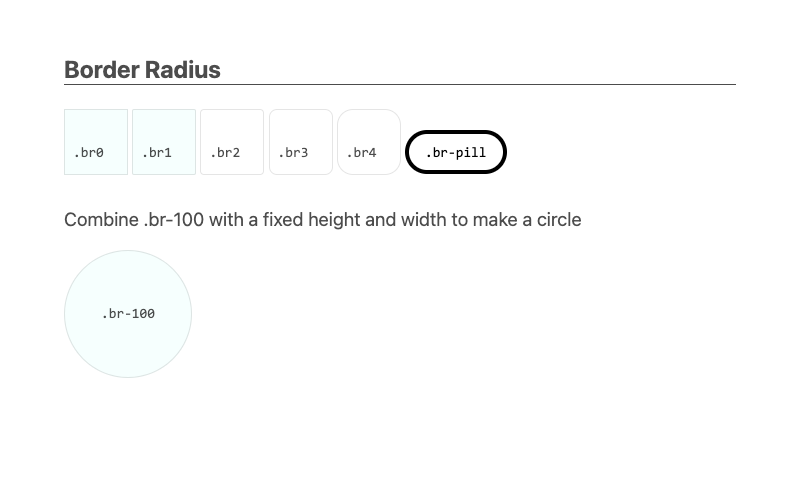 Border Radius
.br0 .br1 .br2 .br3 .br4 .br-pill
Combine .br-100 with a fixed height and width to make a circle
.br-100